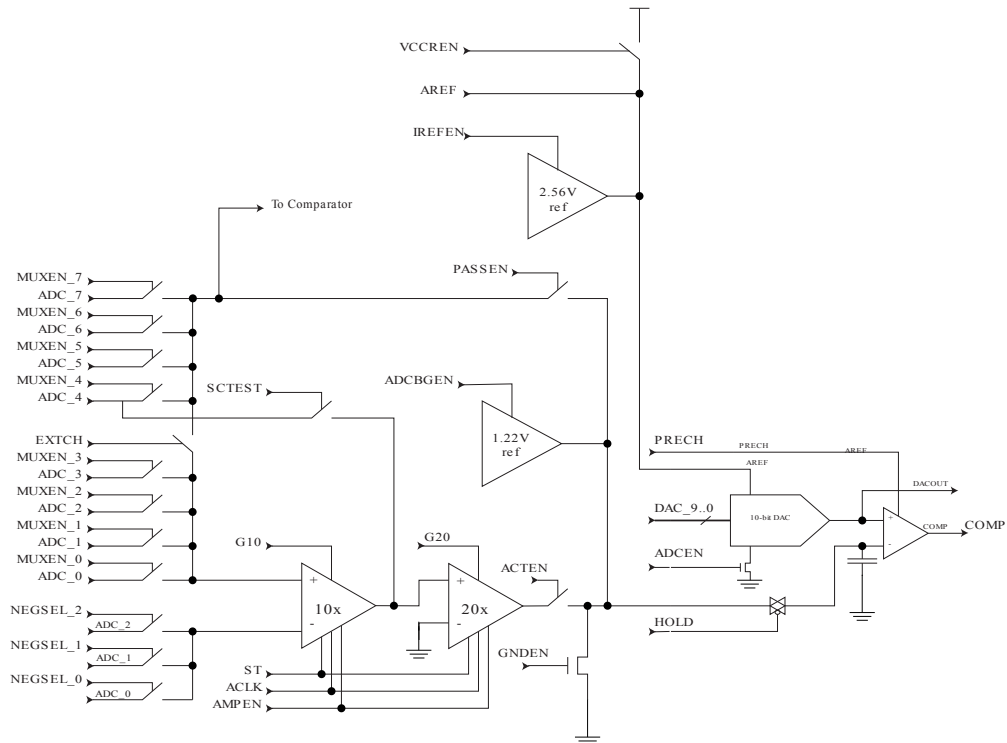 VCCREN
AREF
IREFEN
2.56V
ref
To Comparator
PASSEN
MUXEN_7
ADC_7
MUXEN_6
ADC_6
MUXEN_5
ADC_5
MUXEN_4
ADC_4
SCTEST
ADCBGEN
1.22V
ref
EXTCH
MUXEN_3
ADC_3
MUXEN_2
ADC_2
MUXEN_1
ADC_1
MUXEN_0
ADC_0
PRECH
PRECH
AREF
AREF
DACOUT
DAC_9..0
10-bit DAC
+
-
COMP
COMP
ADCEN
G10
G20
ACTEN
+
10x
-
+
20x
-
NEGSEL_2
ADC_2
NEGSEL_1
ADC_1
NEGSEL_0
ADC_0
HOLD
GNDEN
ST
ACLK
AMPEN